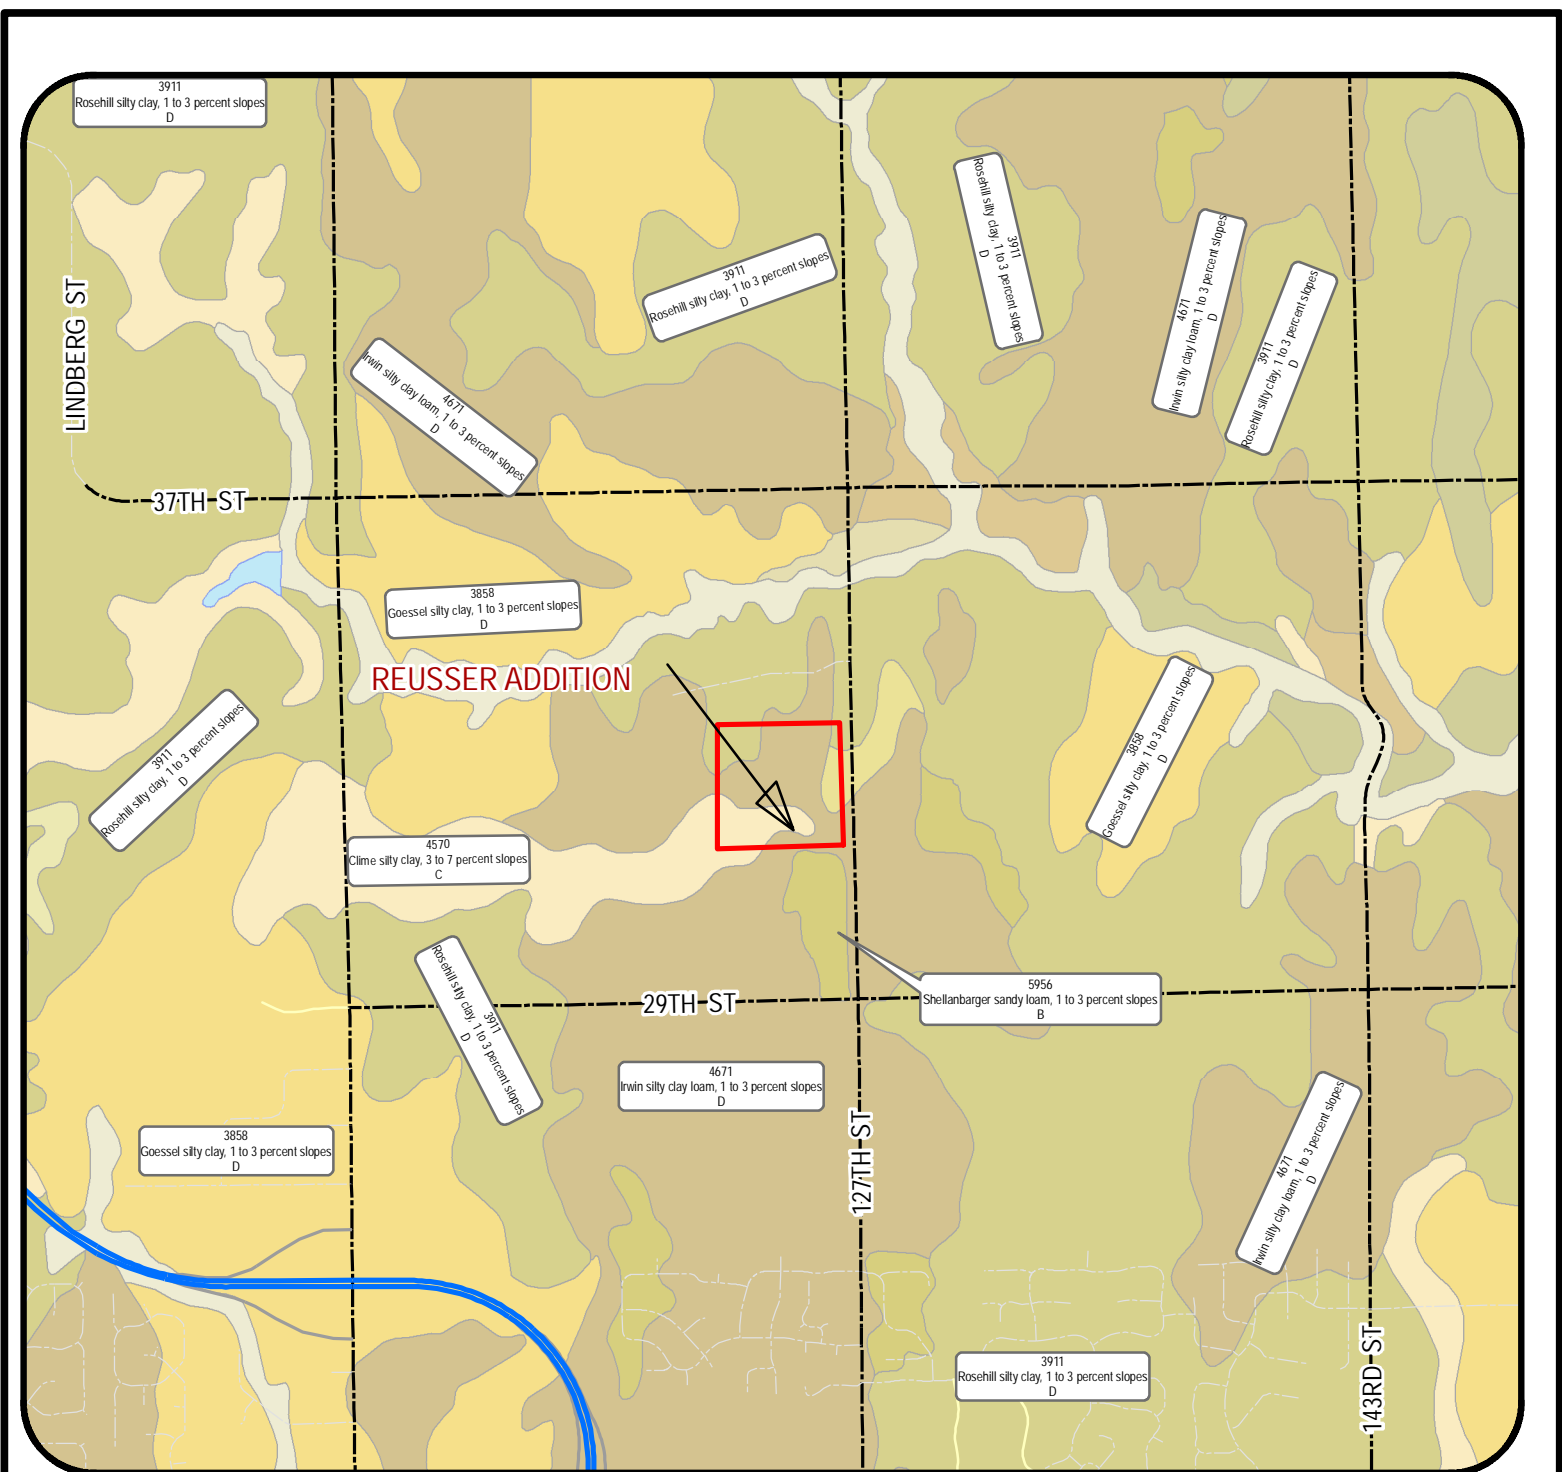 3911
Rosehill silty clay, 1 to 3 percent slopes
D
3911
Rosehill silty clay, 1 to 3 percent slopes
D
3911
Rosehill silty clay, 1 to 3 percent slopes
D
4671
Irwin silty clay loam, 1 to 3 percent slopes
D
3911
Rosehill silty clay, 1 to 3 percent slopes
D
LINDBERG ST
4671
Irwin silty clay loam, 1 to 3 percent slopes
D
37TH ST
3858
Goessel silty clay, 1 to 3 percent slopes
D
REUSSER ADDITION
3911
Rosehill silty clay, 1 to 3 percent slopes
D
3858
Goessel silty clay, 1 to 3 percent slopes
D
4570
Clime silty clay, 3 to 7 percent slopes
C
3911
Rosehill silty clay, 1 to 3 percent slopes
D
29TH ST
5956
Shellanbarger sandy loam, 1 to 3 percent slopes
B
4671
Irwin silty clay loam, 1 to 3 percent slopes
D
3858
Goessel silty clay, 1 to 3 percent slopes
D
127TH ST
4671
Irwin silty clay loam, 1 to 3 percent slopes
D
3911
Rosehill silty clay, 1 to 3 percent slopes
D
143RD ST